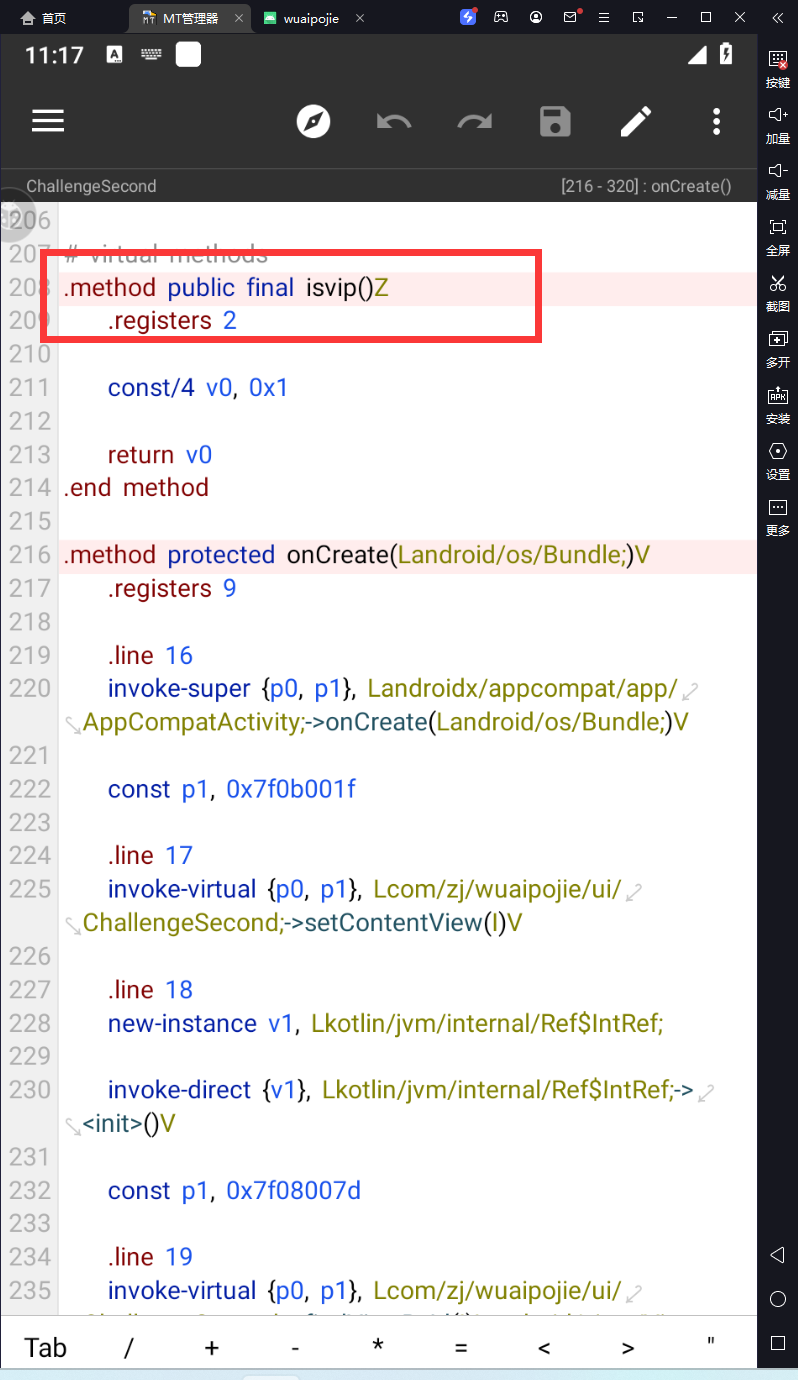 首页
MT管理器
wuaipojie
11:17
A
ChallengeSecond
[216 - 320] : onCreate()
206
207 # virtual methods
208 .method public final isvip()Z
209 .registers 2
210
211 const/4 v0, 0x1
212
213 return v0
214 .end method
215
216 .method protected onCreate(Landroid/os/Bundle;)V
217 .registers 9
218
219 .line 16
220 invoke-super {p0, p1}, Landroidx/appcompat/app/
AppCompatActivity;->onCreate(Landroid/os/Bundle;)V
221
222 const p1, 0x7f0b001f
223
224 .line 17
225 invoke-virtual {p0, p1}, Lcom/zj/wuaipojie/ui/
ChallengeSecond;->setContentView(I)V
226
227 .line 18
228 new-instance v1, Lkotlin/jvm/internal/Ref$IntRef;
229
230 invoke-direct {v1}, Lkotlin/jvm/internal/Ref$IntRef;->
<init>()V
231
232 const p1, 0x7f08007d
233
234 .line 19
235 invoke-virtual {p0, p1}, Lcom/zj/wuaipojie/ui/
Tab / + - * = < > "
按键
加量
减量
全屏
截图
多开
APK
安装
设置
更多